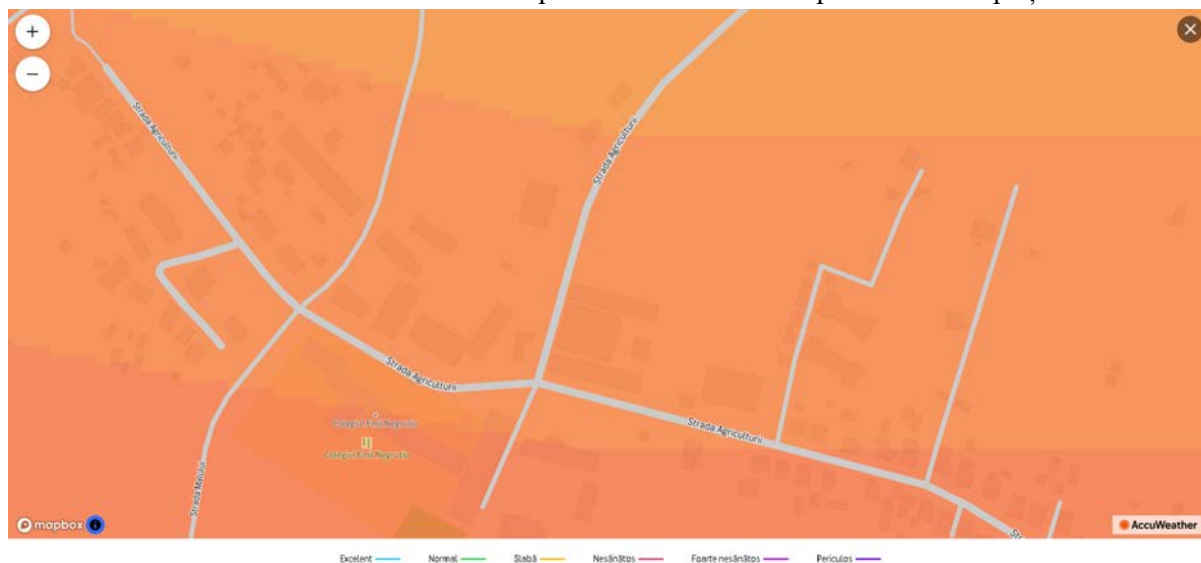 +
−
Strada Agriculturii
Strada Agriculturii
Strada Agriculturii
Colegiul Emil Negruțiu
Colegiul Emil Negruțiu
Strada Agriculturii
Strada Malului
mapbox
AccuWeather
Excelent
Normal
Slabă
Nesănătos
Foarte nesănătos
Periculos